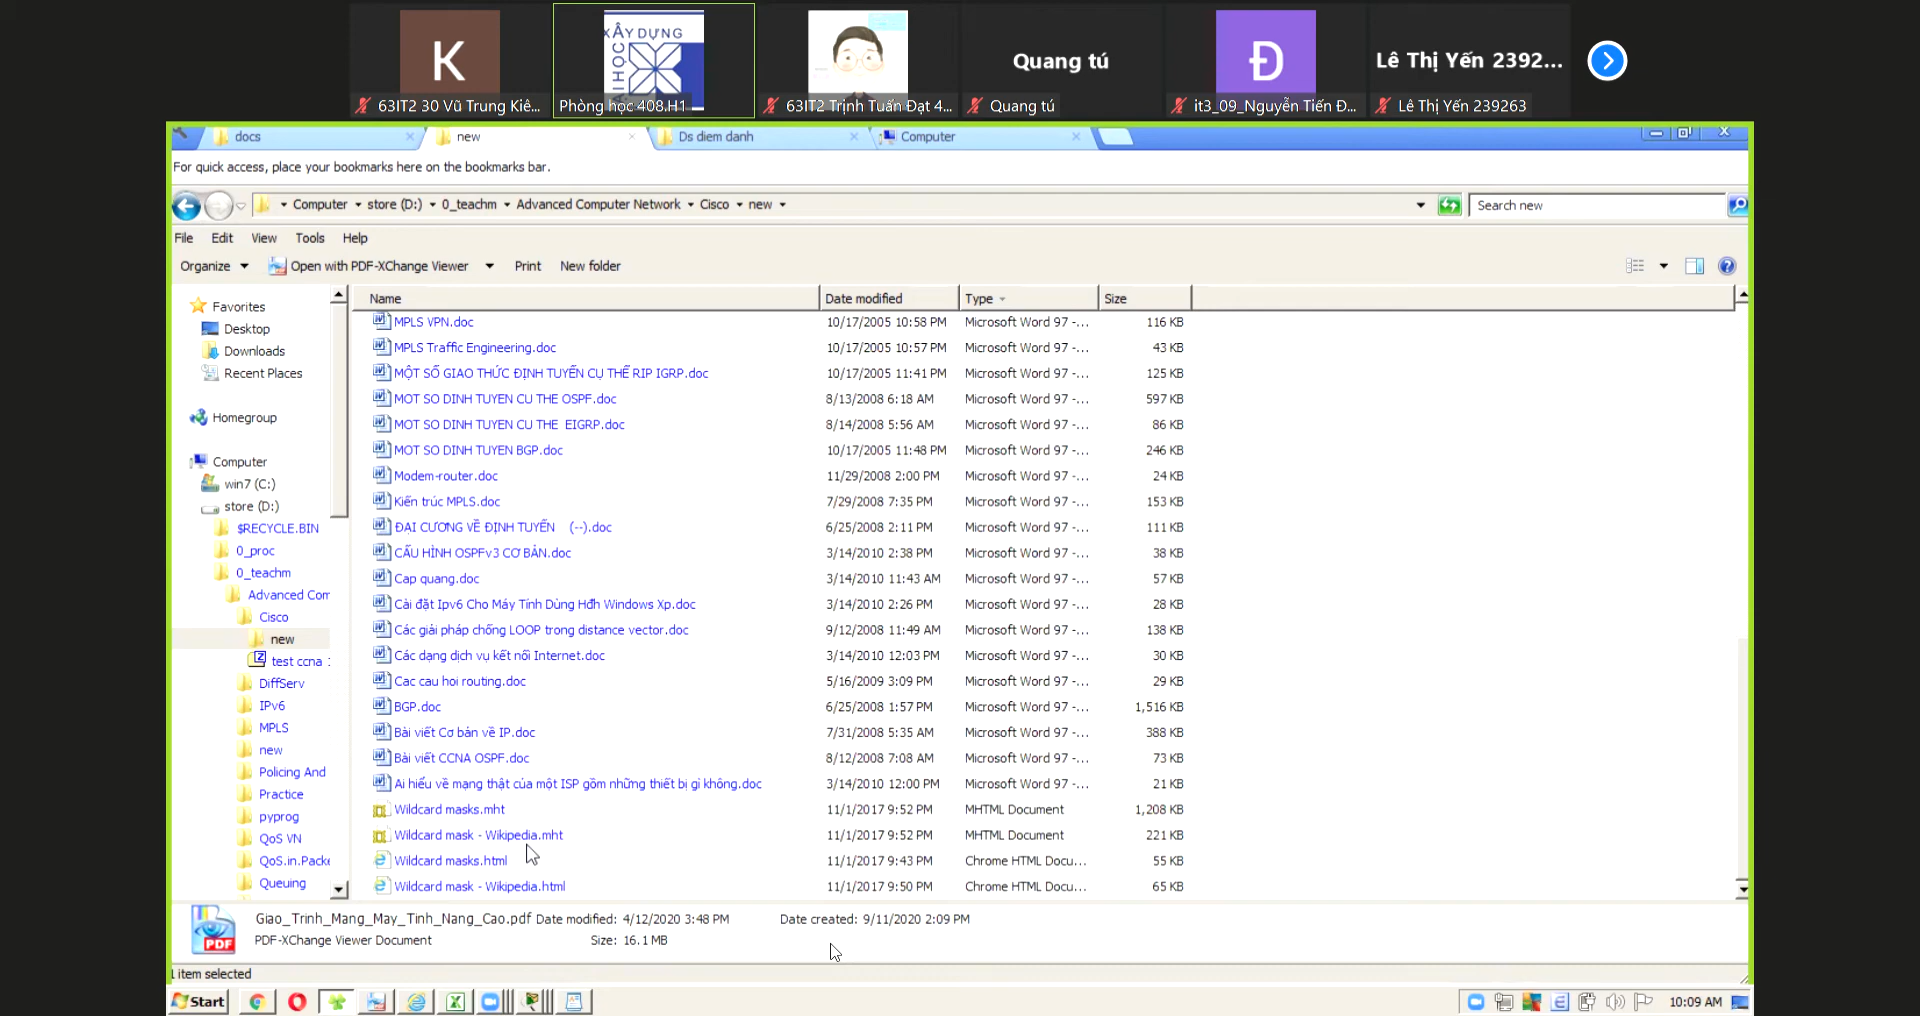 K
XÂY DỰNG
HỌC
Quang tú
Đ
Lê Thị Yến 2392...
63IT2 30 Vũ Trung Kiê...
Phòng học 408.H1
63IT2 Trịnh Tuấn Đạt 4...
Quang tú
it3_09_Nguyễn Tiến Đ...
Lê Thị Yến 239263
docs
new
Ds diem danh
Computer
For quick access, place your bookmarks here on the bookmarks bar.
Computer store (D:) 0_teachm Advanced Computer Network Cisco new
Search new
File Edit View Tools Help
Organize Open with PDF-XChange Viewer Print New folder
Favorites
Desktop
Downloads
Recent Places
Homegroup
Computer
win7 (C:)
store (D:)
$RECYCLE.BIN
0_proc
0_teachm
Advanced Com
Cisco
new
test ccna 1
DiffServ
IPv6
MPLS
new
Policing And
Practice
pyprog
QoS VN
QoS.in.Packe
Queuing
Name Date modified Type Size
MPLS VPN.doc 10/17/2005 10:58 PM Microsoft Word 97 -... 116 KB
MPLS Traffic Engineering.doc 10/17/2005 10:57 PM Microsoft Word 97 -... 43 KB
MỘT SỐ GIAO THỨC ĐỊNH TUYẾN CỤ THỂ RIP IGRP.doc 10/17/2005 11:41 PM Microsoft Word 97 -... 125 KB
MOT SO DINH TUYEN CU THE OSPF.doc 8/13/2008 6:18 AM Microsoft Word 97 -... 597 KB
MOT SO DINH TUYEN CU THE EIGRP.doc 8/14/2008 5:56 AM Microsoft Word 97 -... 86 KB
MOT SO DINH TUYEN BGP.doc 10/17/2005 11:48 PM Microsoft Word 97 -... 246 KB
Modem-router.doc 11/29/2008 2:00 PM Microsoft Word 97 -... 24 KB
Kiến trúc MPLS.doc 7/29/2008 7:35 PM Microsoft Word 97 -... 153 KB
ĐẠI CƯƠNG VỀ ĐỊNH TUYẾN (--).doc 6/25/2008 2:11 PM Microsoft Word 97 -... 111 KB
CẤU HÌNH OSPFv3 CƠ BẢN.doc 3/14/2010 2:38 PM Microsoft Word 97 -... 38 KB
Cap quang.doc 3/14/2010 11:43 AM Microsoft Word 97 -... 57 KB
Cài đặt Ipv6 Cho Máy Tính Dùng Hđh Windows Xp.doc 3/14/2010 2:26 PM Microsoft Word 97 -... 28 KB
Các giải pháp chống LOOP trong distance vector.doc 9/12/2008 11:49 AM Microsoft Word 97 -... 138 KB
Các dạng dịch vụ kết nối Internet.doc 3/14/2010 12:03 PM Microsoft Word 97 -... 30 KB
Cac cau hoi routing.doc 5/16/2009 3:09 PM Microsoft Word 97 -... 29 KB
BGP.doc 6/25/2008 1:57 PM Microsoft Word 97 -... 1,516 KB
Bài viết Cơ bản về IP.doc 7/31/2008 5:35 AM Microsoft Word 97 -... 388 KB
Bài viết CCNA OSPF.doc 8/12/2008 7:08 AM Microsoft Word 97 -... 73 KB
Ai hiểu về mạng thật của một ISP gồm những thiết bị gì không.doc 3/14/2010 12:00 PM Microsoft Word 97 -... 21 KB
Wildcard masks.mht 11/1/2017 9:52 PM MHTML Document 1,208 KB
Wildcard mask - Wikipedia.mht 11/1/2017 9:52 PM MHTML Document 221 KB
Wildcard masks.html 11/1/2017 9:43 PM Chrome HTML Docu... 55 KB
Wildcard mask - Wikipedia.html 11/1/2017 9:50 PM Chrome HTML Docu... 65 KB
PDF
Giao_Trinh_Mang_May_Tinh_Nang_Cao.pdf Date modified: 4/12/2020 3:48 PM Date created: 9/11/2020 2:09 PM
PDF-XChange Viewer Document Size: 16.1 MB
1 item selected
Start
10:09 AM